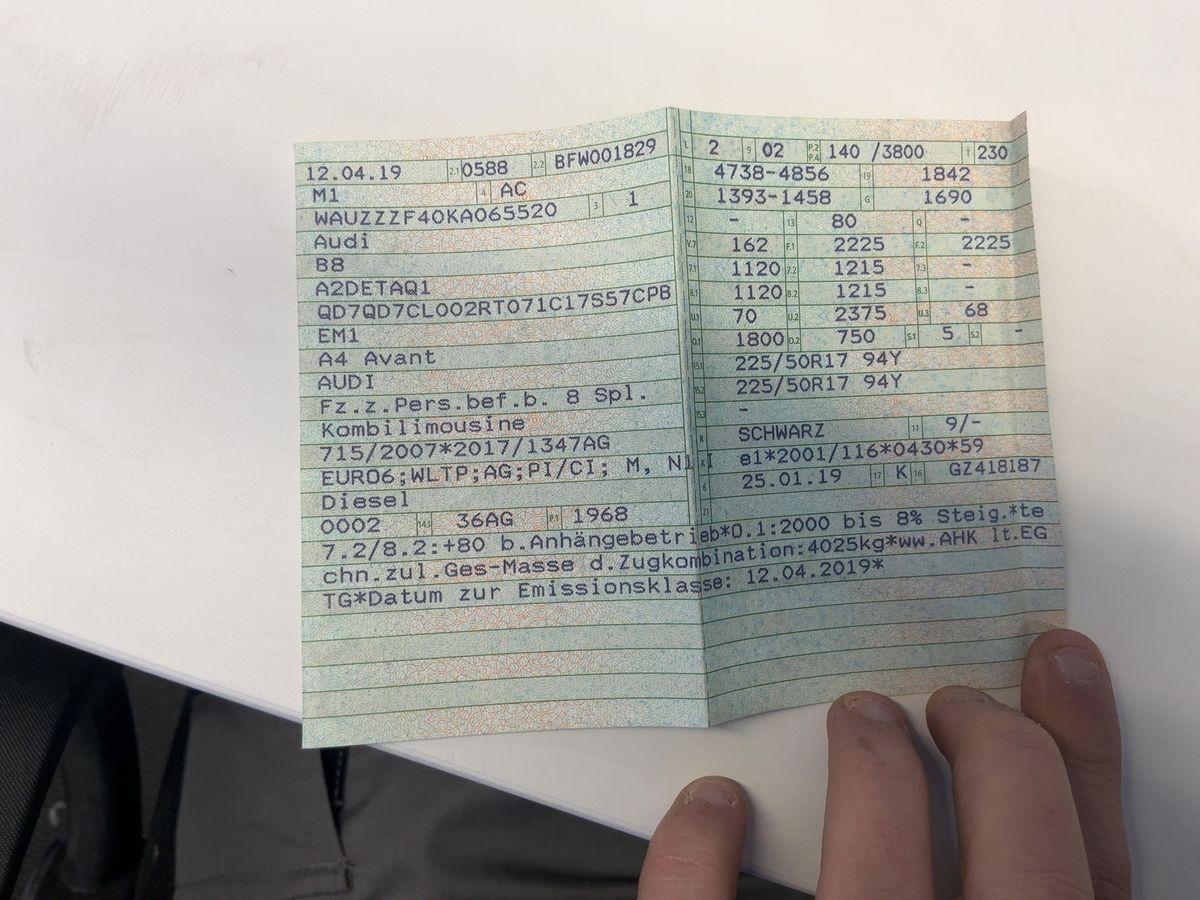 12.04.19 2.1 0588 2.2 BFW001829
M1 4 AC
WAUZZZF40KA065520 3 1
Audi
B8
A2DETAQ1
QD7QD7CL002RT071C17S57CPB
EM1
A4 Avant
AUDI
Fz.z.Pers.bef.b. 8 Spl.
Kombilimousine
715/2007*2017/1347AG
EURO6;WLTP;AG;PI/CI; M, N1 I
Diesel
0002 14.1 36AG P.1 1968
L 2 9 02 P.2 P.4 140 /3800 T 230
18 4738-4856 19 1842
20 1393-1458 G 1690
12 - 13 80 Q -
V.7 162 F.1 2225 F.2 2225
7.1 1120 7.2 1215 7.3 -
8.1 1120 8.2 1215 8.3 -
U.1 70 U.2 2375 U.3 68
O.1 1800 O.2 750 S.1 5 S.2 -
15.1 225/50R17 94Y
15.2 225/50R17 94Y
15.3 -
R SCHWARZ 11 9/-
K e1*2001/116*0430*59
6 25.01.19 17 K 16 GZ418187
21
7.2/8.2:+80 b.Anhängebetrieb*O.1:2000 bis 8% Steig.*te
chn.zul.Ges-Masse d.Zugkombination:4025kg*ww.AHK lt.EG
TG*Datum zur Emissionsklasse: 12.04.2019*